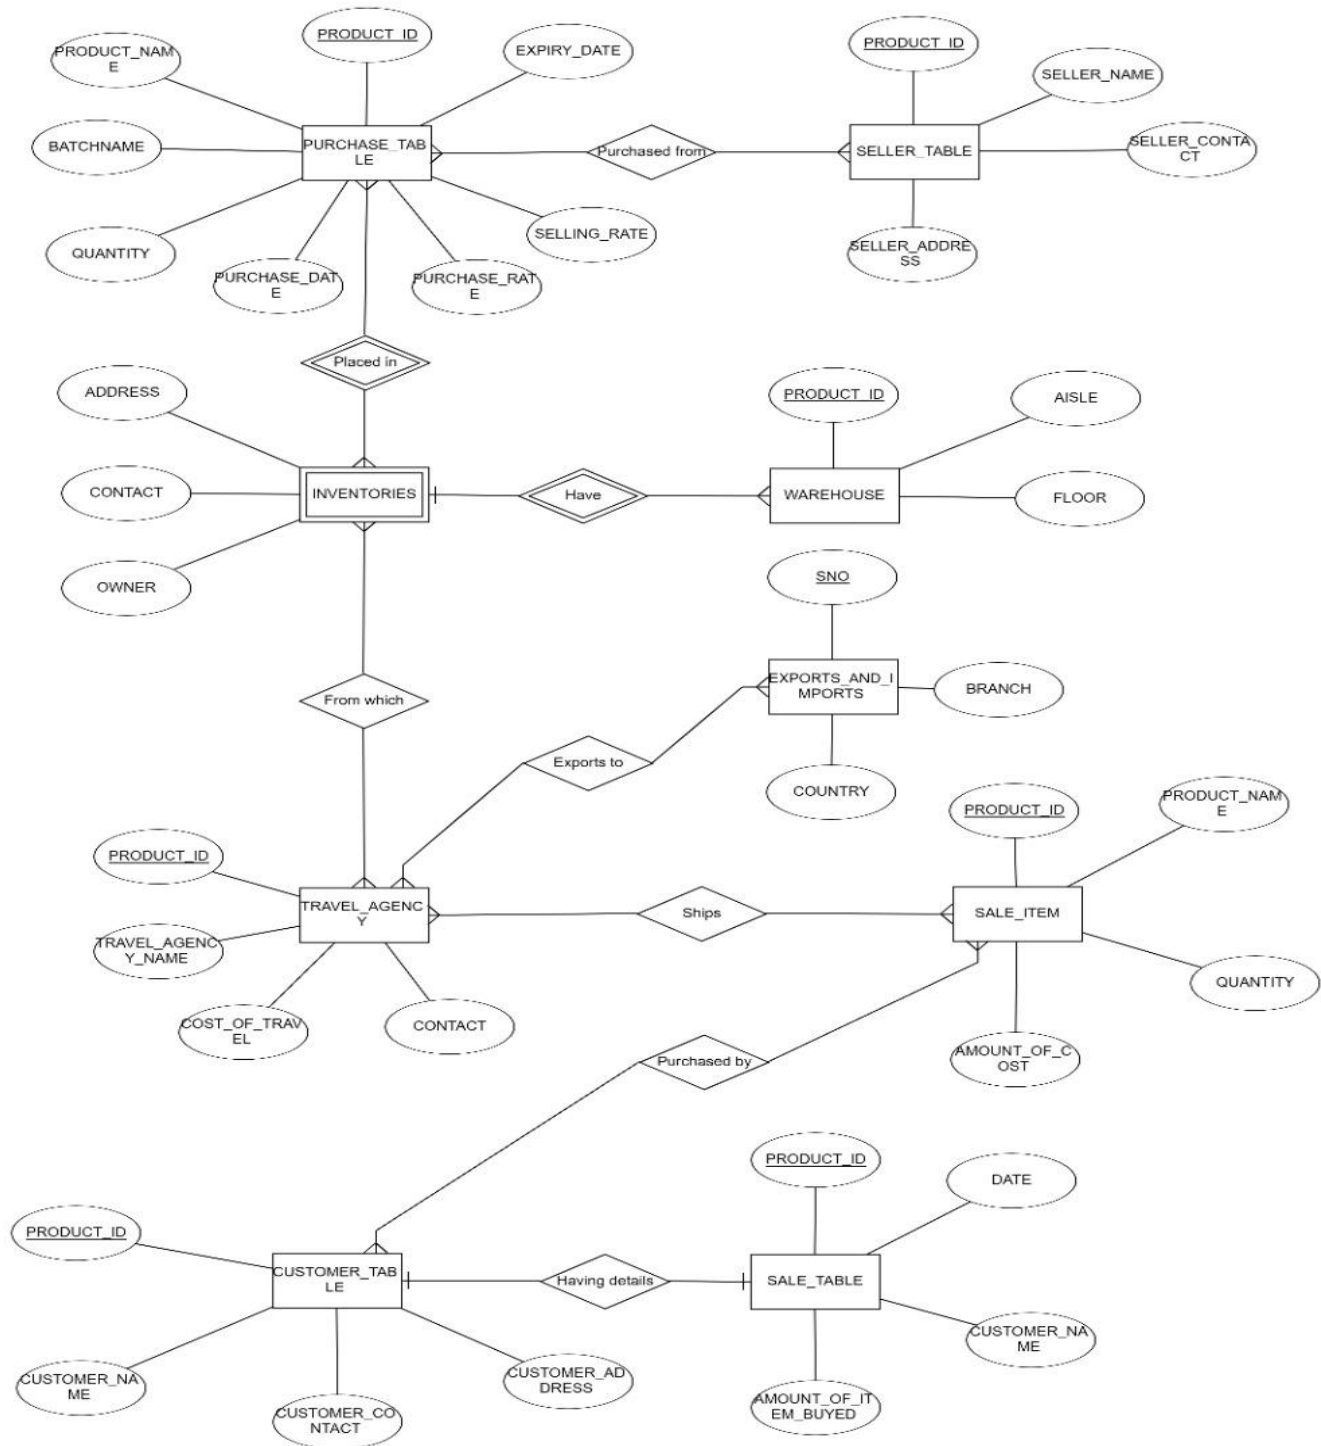 PRODUCT_ID
PRODUCT_NAM
E
EXPIRY_DATE
PRODUCT_ID
SELLER_NAME
BATCHNAME
PURCHASE_TAB
LE
Purchased from
SELLER_TABLE
SELLER_CONTA
CT
QUANTITY
SELLING_RATE
SELLER_ADDRE
SS
PURCHASE_DAT
E
PURCHASE_RAT
E
Placed in
ADDRESS
PRODUCT_ID
AISLE
CONTACT
INVENTORIES
Have
WAREHOUSE
FLOOR
OWNER
SNO
From which
EXPORTS_AND_I
MPORTS
BRANCH
Exports to
COUNTRY
PRODUCT_ID
PRODUCT_NAM
E
PRODUCT_ID
TRAVEL_AGENC
Y
Ships
SALE_ITEM
TRAVEL_AGENC
Y_NAME
QUANTITY
COST_OF_TRAV
EL
CONTACT
Purchased by
AMOUNT_OF_C
OST
PRODUCT_ID
DATE
PRODUCT_ID
CUSTOMER_TAB
LE
Having details
SALE_TABLE
CUSTOMER_NA
ME
CUSTOMER_NA
ME
CUSTOMER_AD
DRESS
CUSTOMER_CO
NTACT
AMOUNT_OF_IT
EM_BUYED